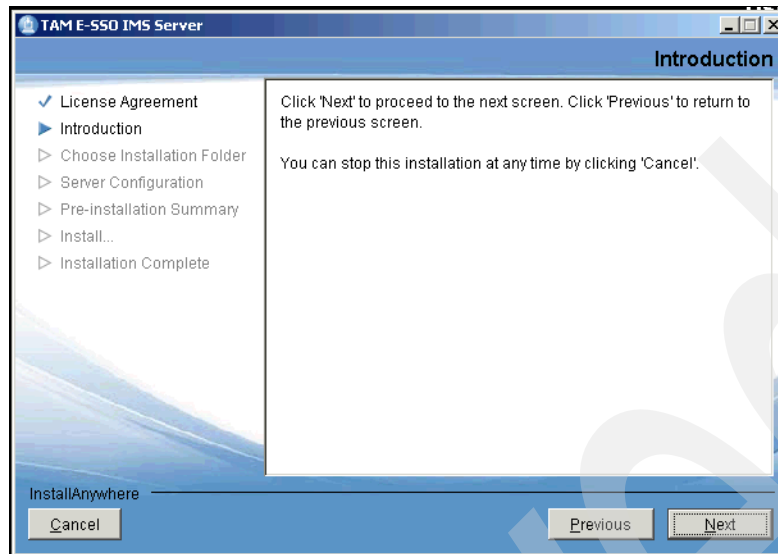 TAM E-SSO IMS Server
Introduction
License Agreement
Introduction
Choose Installation Folder
Server Configuration
Pre-installation Summary
Install...
Installation Complete
Click 'Next' to proceed to the next screen. Click 'Previous' to return to
the previous screen.
You can stop this installation at any time by clicking 'Cancel'.
InstallAnywhere
Cancel
Previous
Next